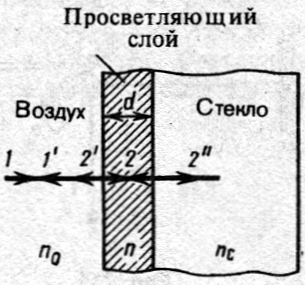 Просветляющий
слой
Воздух
d
Стекло
1 1' 2' 2 2"
n₀ n nс